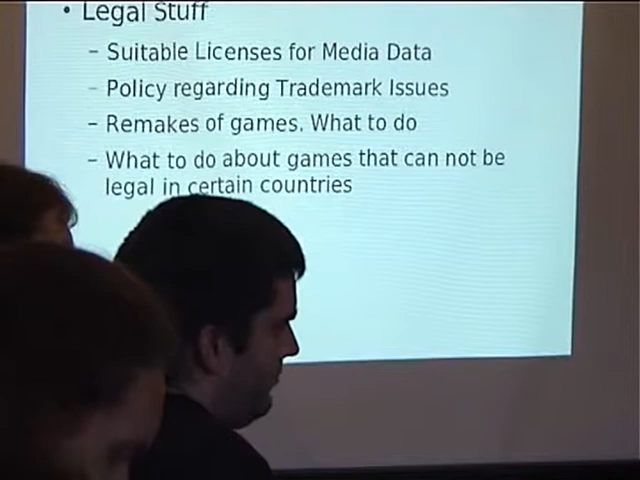 • Legal Stuff
– Suitable Licenses for Media Data
– Policy regarding Trademark Issues
– Remakes of games. What to do
– What to do about games that can not be
legal in certain countries